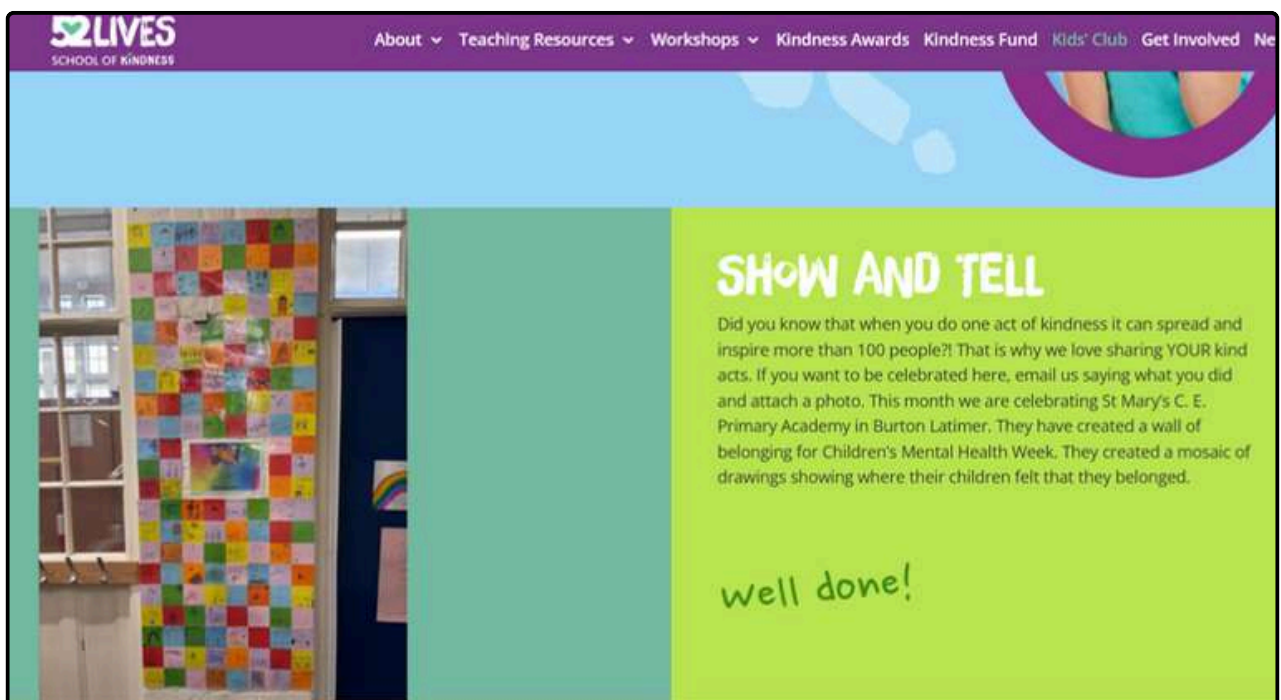 52 LIVES
SCHOOL OF KINDNESS
About Teaching Resources Workshops Kindness Awards Kindness Fund Kids' Club Get Involved Ne
SHOW AND TELL
Did you know that when you do one act of kindness it can spread and
inspire more than 100 people?! That is why we love sharing YOUR kind
acts. If you want to be celebrated here, email us saying what you did
and attach a photo. This month we are celebrating St Mary's C. E.
Primary Academy in Burton Latimer. They have created a wall of
belonging for Children's Mental Health Week. They created a mosaic of
drawings showing where their children felt that they belonged.
well done!